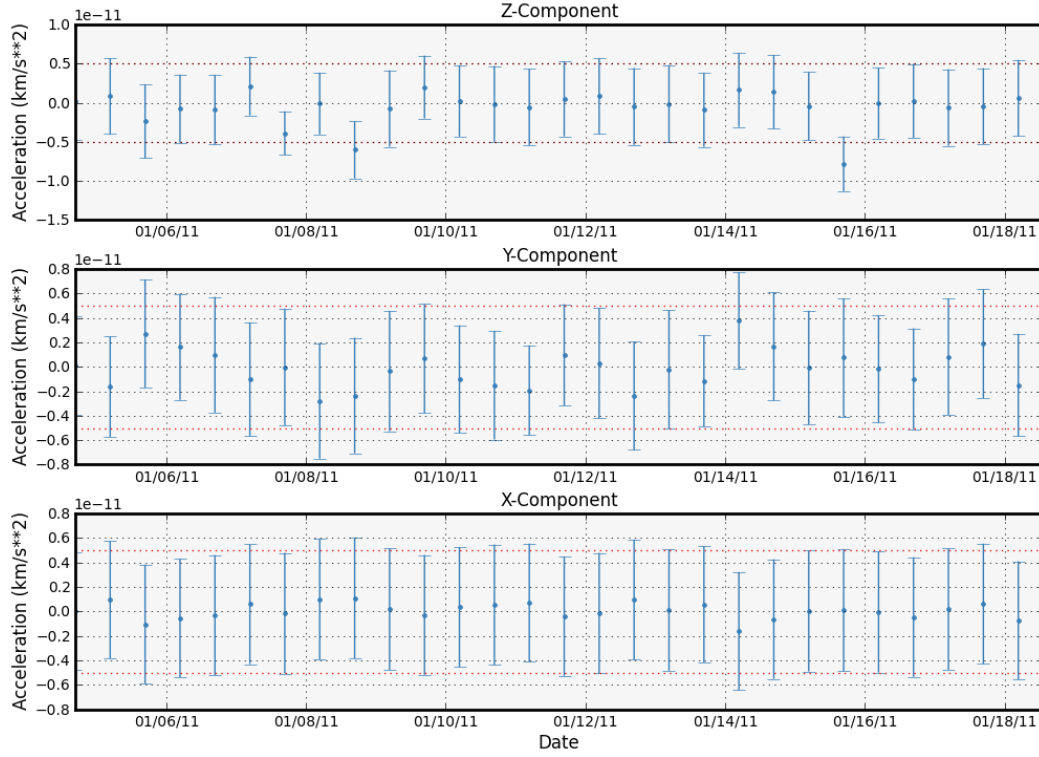 Z-Component
1e−11
Acceleration (km/s**2)
1.0
0.5
0.0
−0.5
−1.0
−1.5
01/06/11 01/08/11 01/10/11 01/12/11 01/14/11 01/16/11 01/18/11
Y-Component
1e−11
Acceleration (km/s**2)
0.8
0.6
0.4
0.2
0.0
−0.2
−0.4
−0.6
−0.8
01/06/11 01/08/11 01/10/11 01/12/11 01/14/11 01/16/11 01/18/11
X-Component
1e−11
Acceleration (km/s**2)
0.8
0.6
0.4
0.2
0.0
−0.2
−0.4
−0.6
−0.8
01/06/11 01/08/11 01/10/11 01/12/11 01/14/11 01/16/11 01/18/11
Date